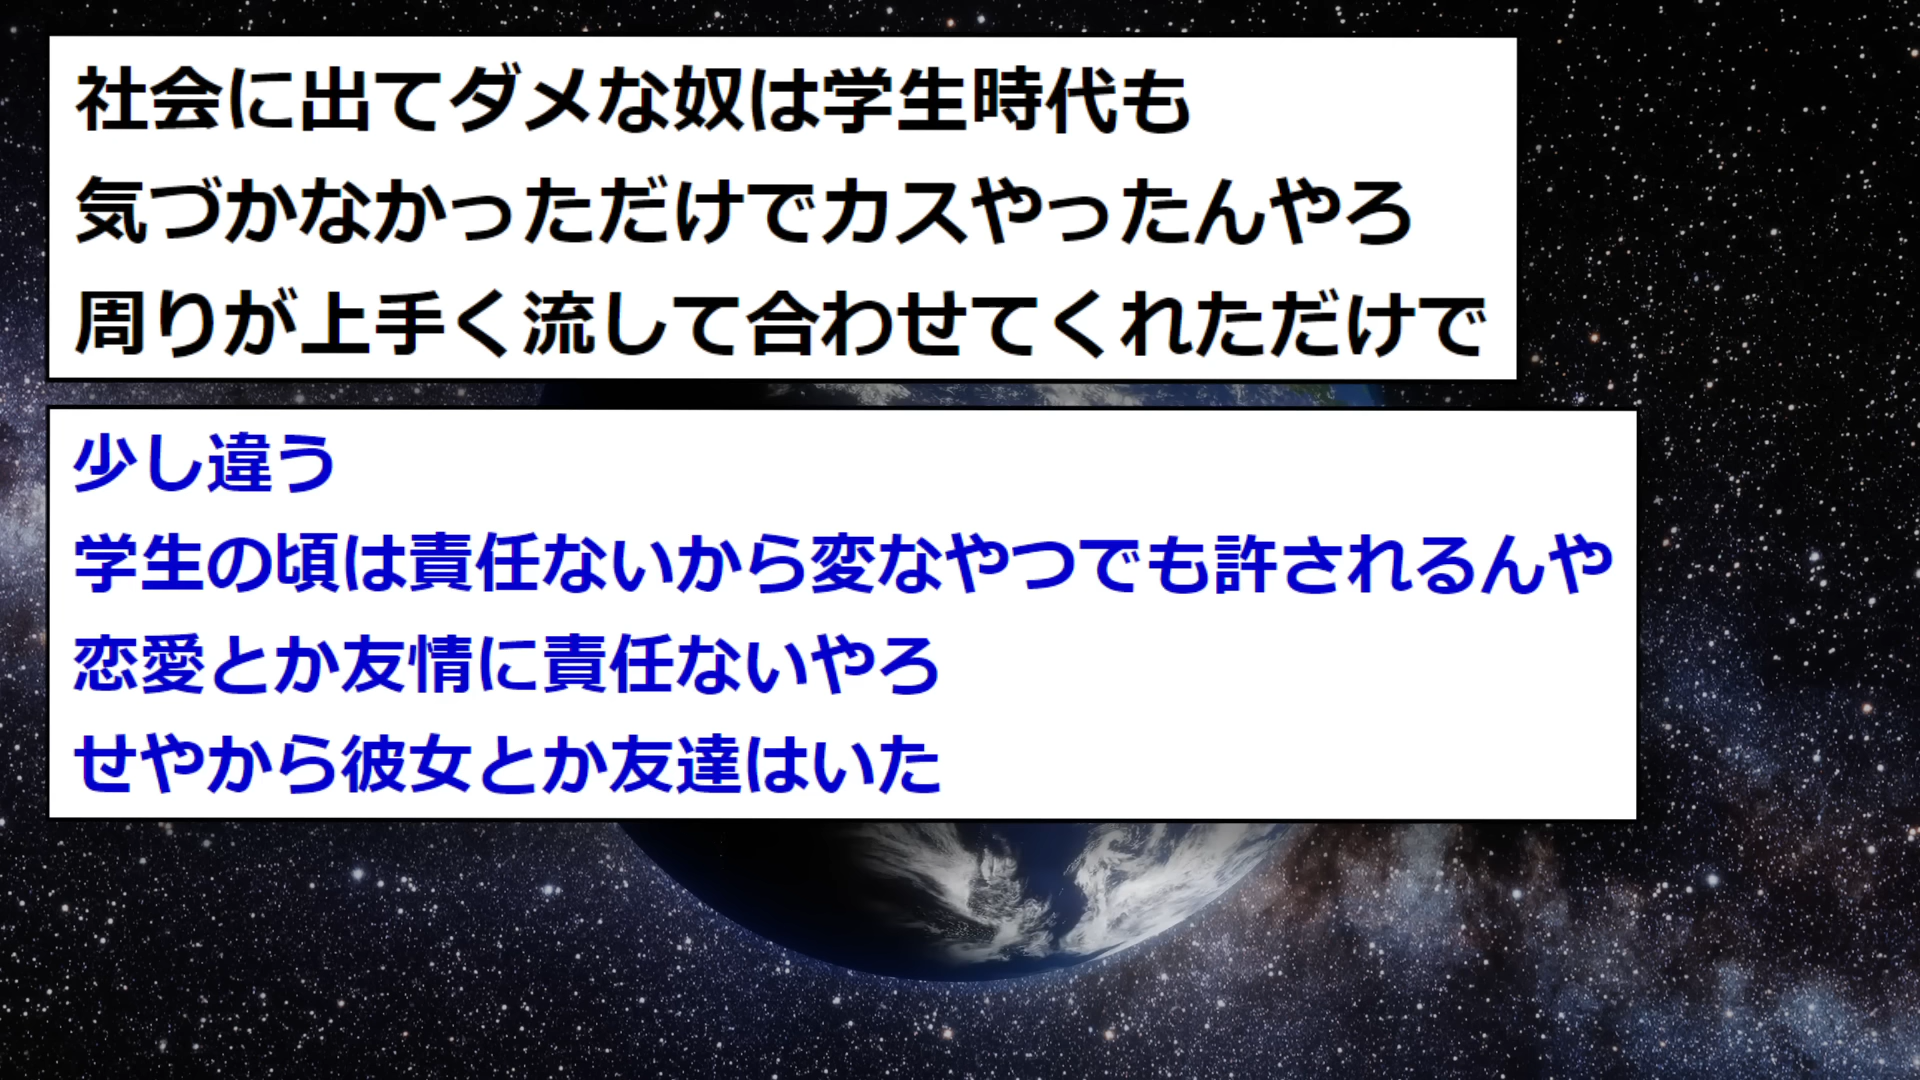 社会に出てダメな奴は学生時代も
気づかなかっただけでカスやったんやろ
周りが上手く流して合わせてくれただけで
少し違う
学生の頃は責任ないから変なやつでも許されるんや
恋愛とか友情に責任ないやろ
せやから彼女とか友達はいた